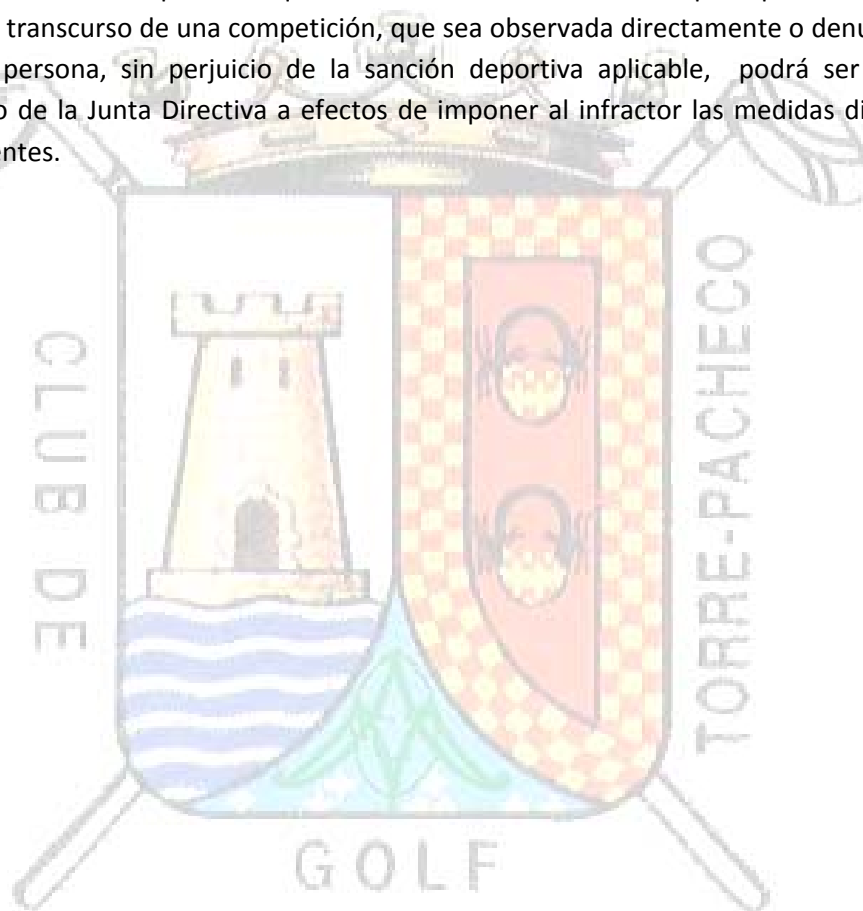 transcurso de una competición, que sea observada directamente o denu
persona, sin perjuicio de la sanción deportiva aplicable, podrá ser
o de la Junta Directiva a efectos de imponer al infractor las medidas di
entes.
CLUB DE
TORRE-PACHECO
GOLF